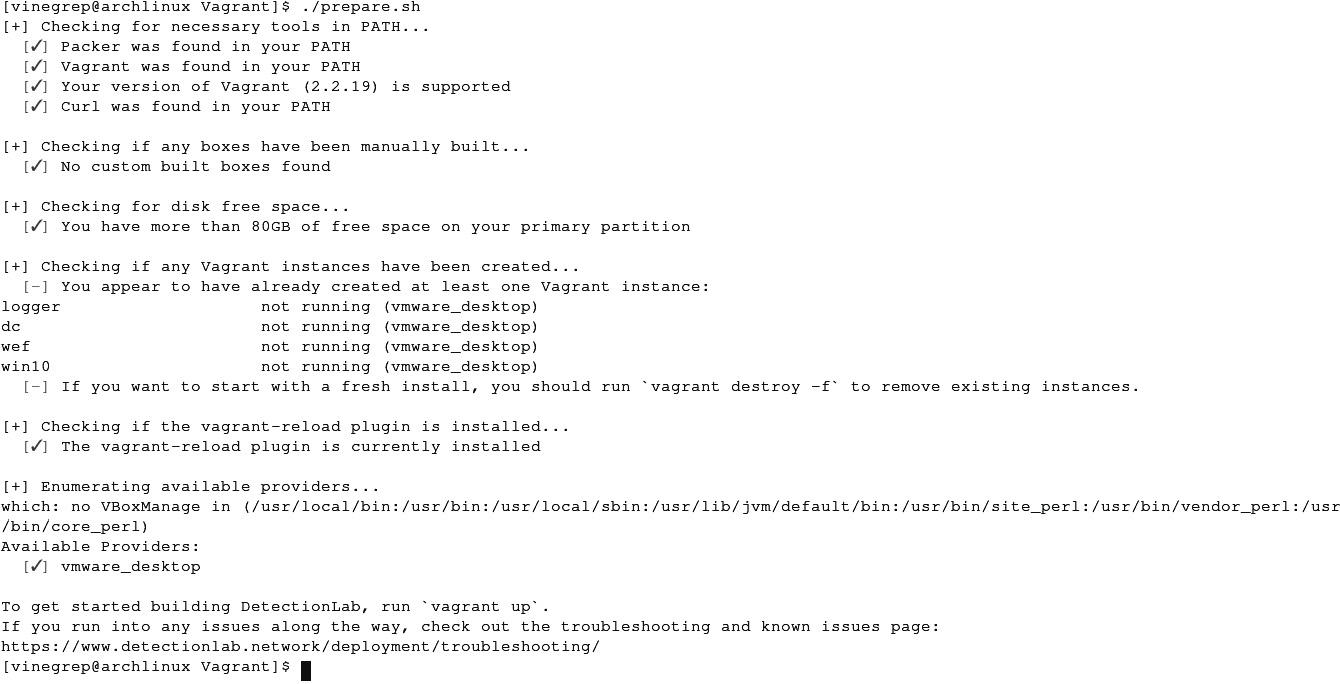 [vinegrep@archlinux Vagrant]$ ./prepare.sh
[+] Checking for necessary tools in PATH...
  [✓] Packer was found in your PATH
  [✓] Vagrant was found in your PATH
  [✓] Your version of Vagrant (2.2.19) is supported
  [✓] Curl was found in your PATH

[+] Checking if any boxes have been manually built...
  [✓] No custom built boxes found

[+] Checking for disk free space...
  [✓] You have more than 80GB of free space on your primary partition

[+] Checking if any Vagrant instances have been created...
  [-] You appear to have already created at least one Vagrant instance:
logger                    not running (vmware_desktop)
dc                        not running (vmware_desktop)
wef                       not running (vmware_desktop)
win10                     not running (vmware_desktop)
  [-] If you want to start with a fresh install, you should run `vagrant destroy -f` to remove existing instances.

[+] Checking if the vagrant-reload plugin is installed...
  [✓] The vagrant-reload plugin is currently installed

[+] Enumerating available providers...
which: no VBoxManage in (/usr/local/bin:/usr/bin:/usr/local/sbin:/usr/lib/jvm/default/bin:/usr/bin/site_perl:/usr/bin/vendor_perl:/usr
/bin/core_perl)
Available Providers:
  [✓] vmware_desktop

To get started building DetectionLab, run `vagrant up`.
If you run into any issues along the way, check out the troubleshooting and known issues page:
https://www.detectionlab.network/deployment/troubleshooting/
[vinegrep@archlinux Vagrant]$